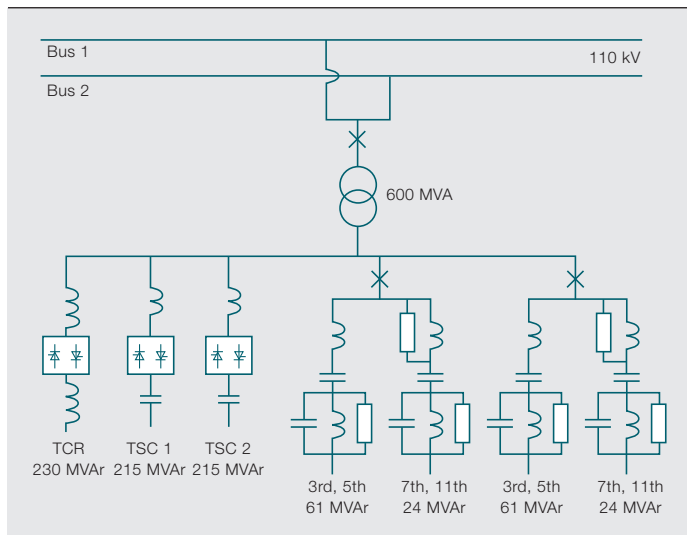 Bus 1
110 kV
Bus 2
600 MVA
TCR
230 MVAr
TSC 1
215 MVAr
TSC 2
215 MVAr
3rd, 5th
61 MVAr
7th, 11th
24 MVAr
3rd, 5th
61 MVAr
7th, 11th
24 MVAr